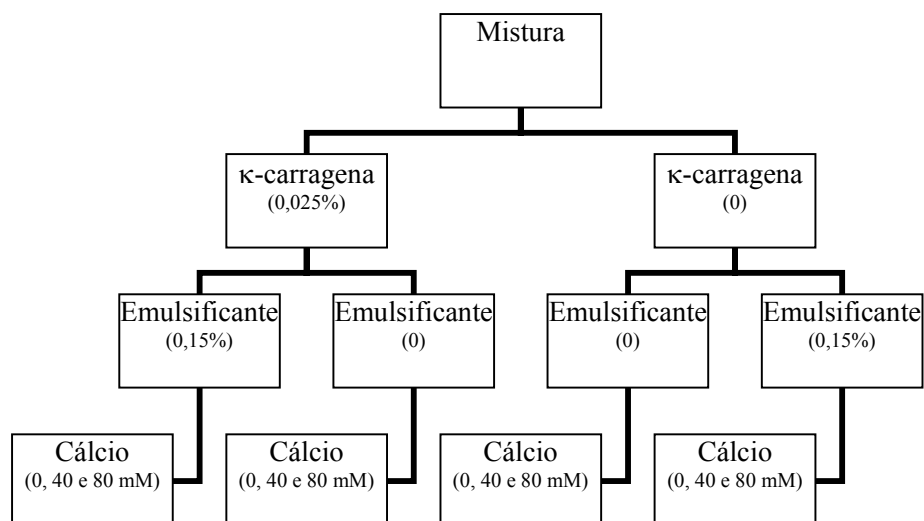 Mistura
κ-carragena
(0,025%)
κ-carragena
(0)
Emulsificante
(0,15%)
Emulsificante
(0)
Emulsificante
(0)
Emulsificante
(0,15%)
Cálcio
(0, 40 e 80 mM)
Cálcio
(0, 40 e 80 mM)
Cálcio
(0, 40 e 80 mM)
Cálcio
(0, 40 e 80 mM)